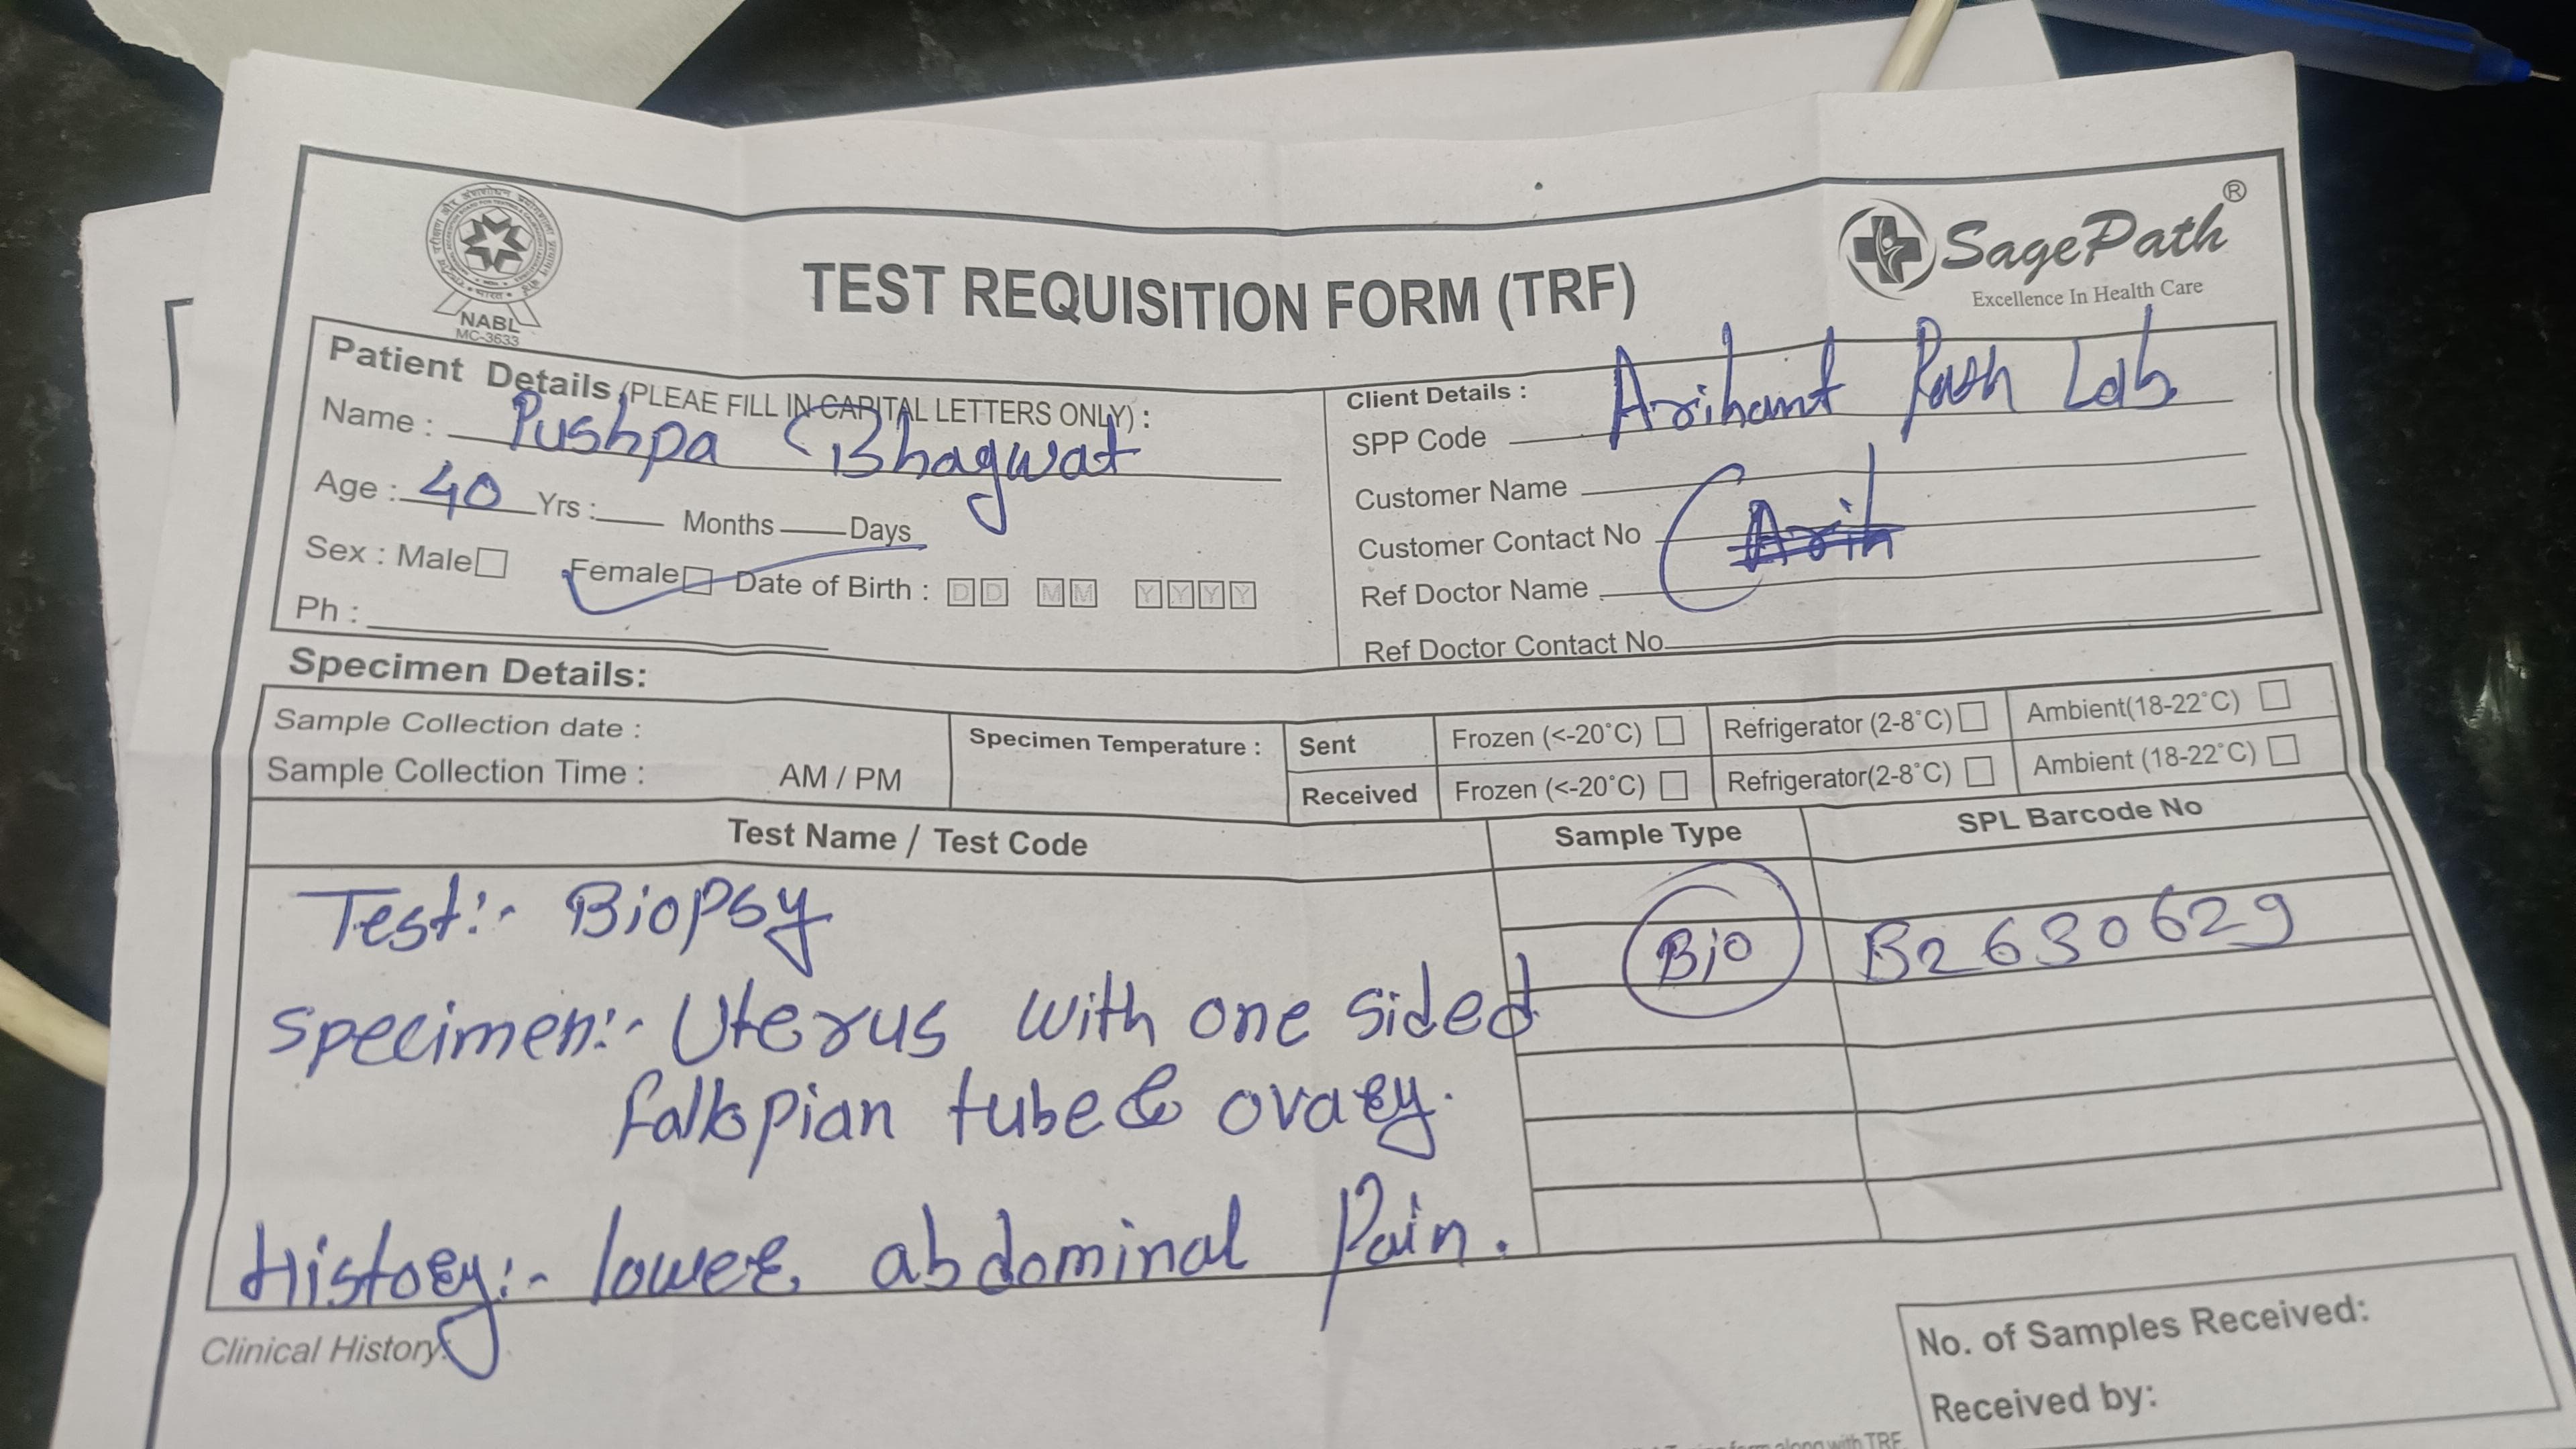 NABL
MC-3633
TEST REQUISITION FORM (TRF)
SagePath®
Excellence In Health Care
Patient Details (PLEAE FILL IN CAPITAL LETTERS ONLY) :
Name : Pushpa Bhagwat
Age : 40 Yrs : Months Days
Sex : Male Female Date of Birth : DD MM YYYY
Ph :
Client Details : Arihant Path Lab
SPP Code
Customer Name
Customer Contact No
Ref Doctor Name
Ref Doctor Contact No
Specimen Details:
Sample Collection date :
Sample Collection Time : AM / PM
Specimen Temperature :
Sent Frozen (<-20°C) Refrigerator (2-8°C) Ambient(18-22°C)
Received Frozen (<-20°C) Refrigerator(2-8°C) Ambient (18-22°C)
Test Name / Test Code Sample Type SPL Barcode No
Test:- Biopsy
Bio B2630629
Specimen:- Uterus with one sided
fallopian tube & ovary.
History:- lower abdominal Pain.
Clinical History:
No. of Samples Received:
Received by:
along with TRF